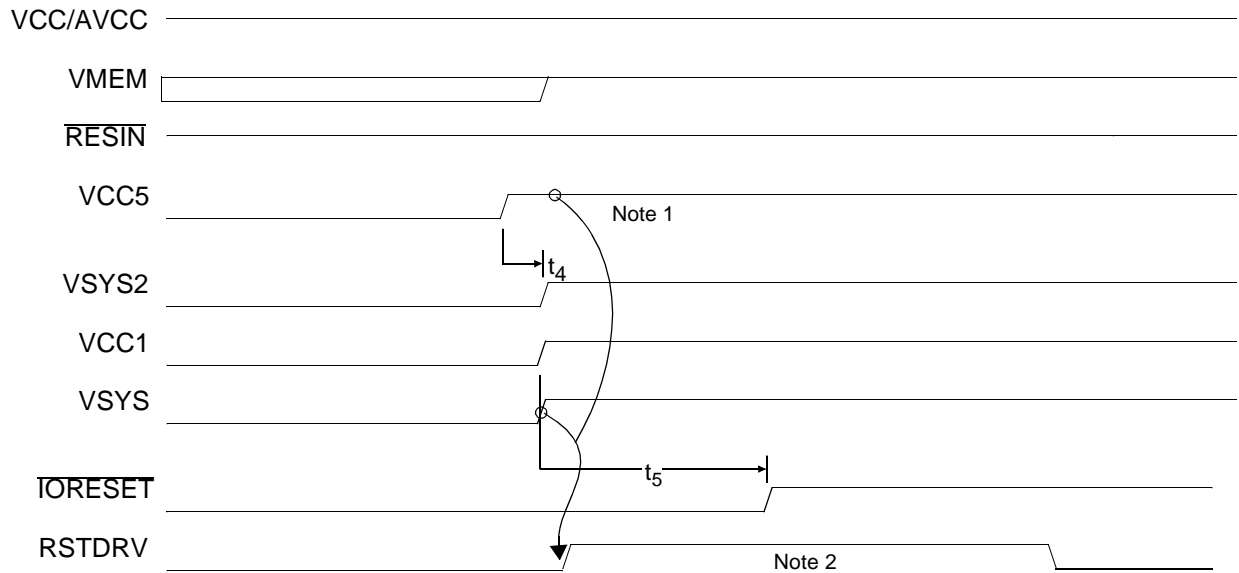 VCC/AVCC
VMEM
RESIN
VCC5
Note 1
t4
VSYS2
VCC1
VSYS
t5
IORESET
RSTDRV
Note 2